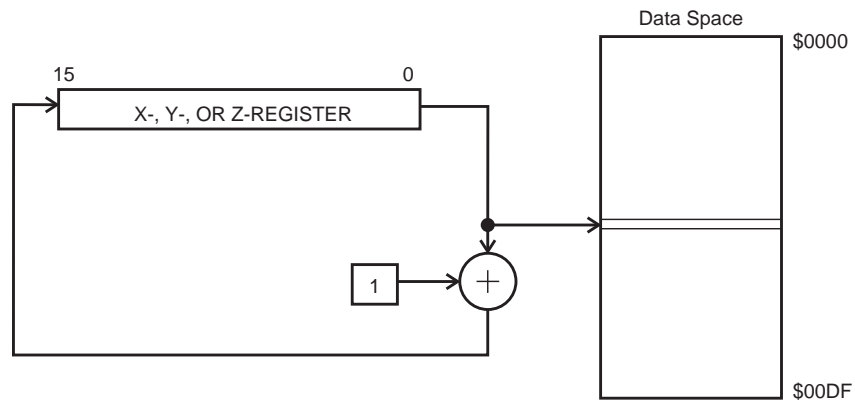 Data Space
$0000
15
0
X-, Y-, OR Z-REGISTER
1
+
$00DF